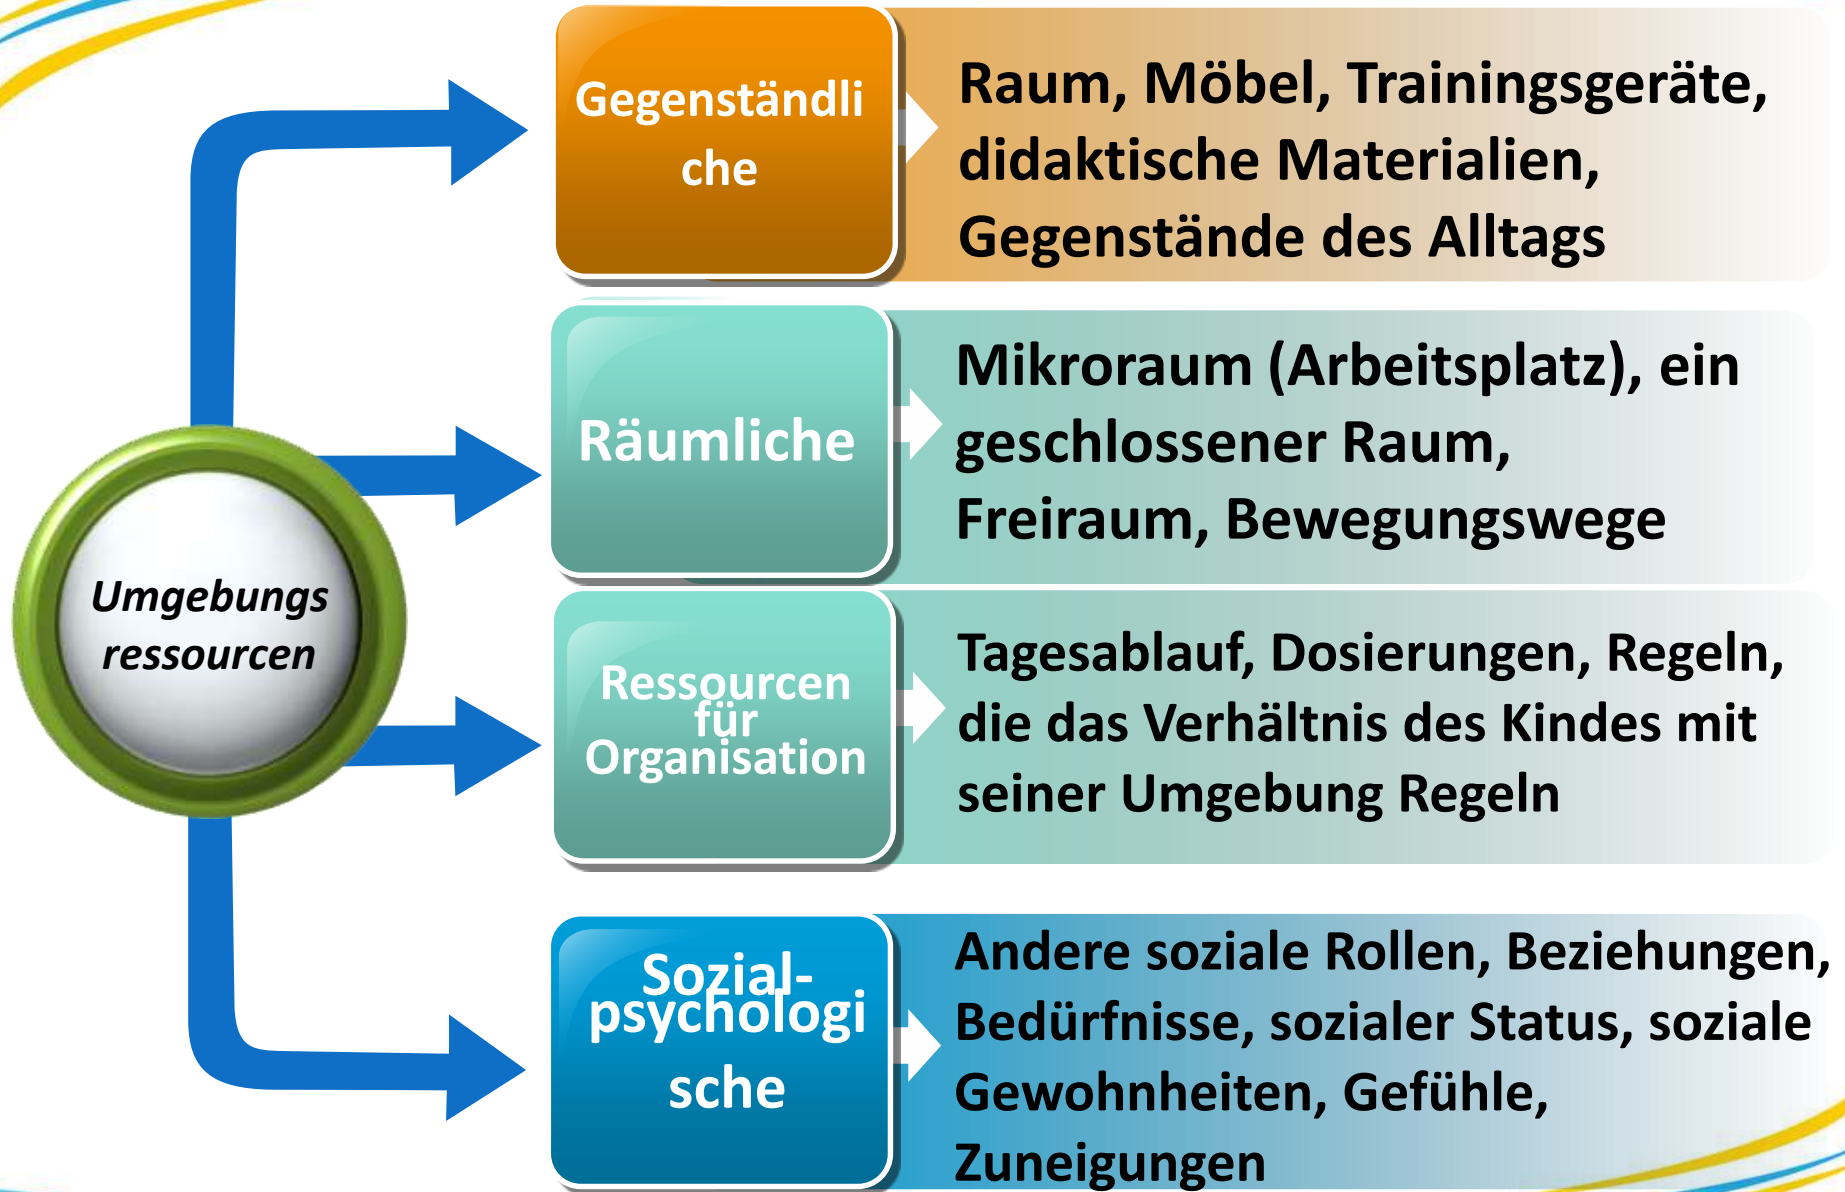 Gegenständli
che
Raum, Möbel, Trainingsgeräte,
didaktische Materialien,
Gegenstände des Alltags
Räumliche
Mikroraum (Arbeitsplatz), ein
geschlossener Raum,
Freiraum, Bewegungswege
Umgebungs
ressourcen
Ressourcen
für
Organisation
Tagesablauf, Dosierungen, Regeln,
die das Verhältnis des Kindes mit
seiner Umgebung Regeln
Sozial-
psychologi
sche
Andere soziale Rollen, Beziehungen,
Bedürfnisse, sozialer Status, soziale
Gewohnheiten, Gefühle,
Zuneigungen